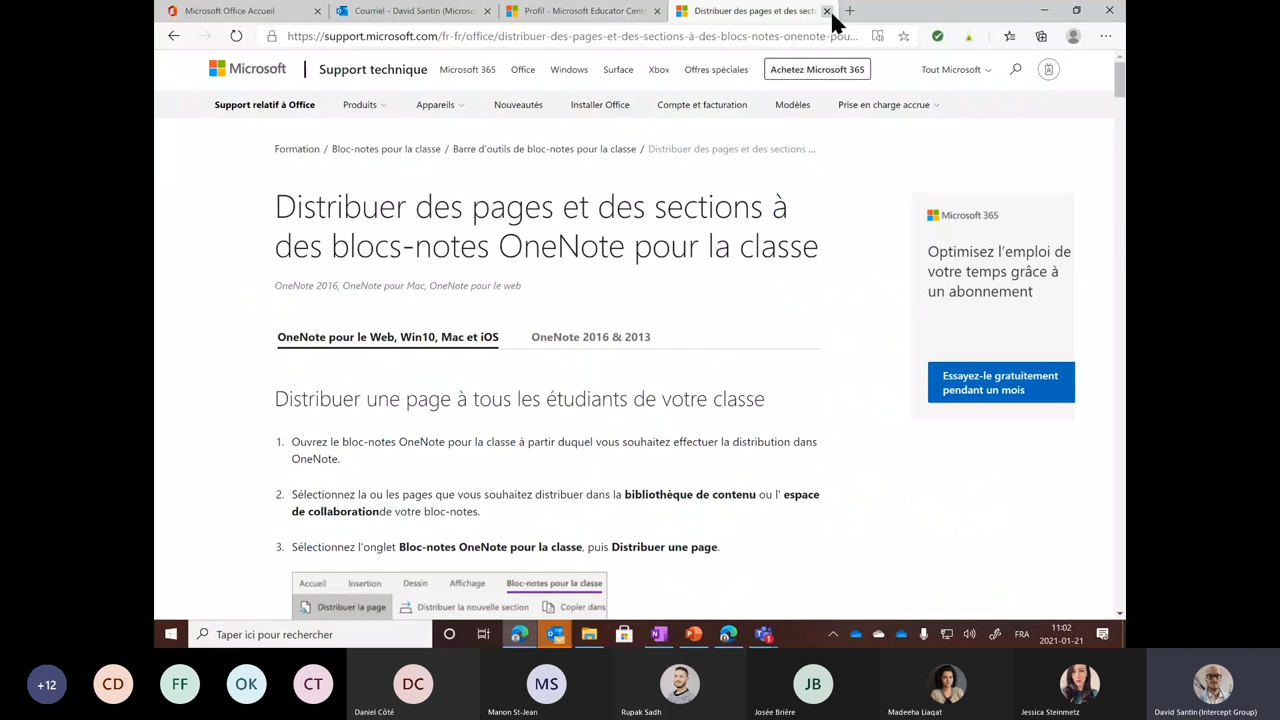 Microsoft Office Accueil
Courriel - David Santin (Microso
Profil - Microsoft Educator Cent
Distribuer des pages et des secti
https://support.microsoft.com/fr-fr/office/distribuer-des-pages-et-des-sections-à-des-blocs-notes-onenote-pou...
Microsoft
Support technique
Microsoft 365
Office
Windows
Surface
Xbox
Offres spéciales
Achetez Microsoft 365
Tout Microsoft
Support relatif à Office
Produits
Appareils
Nouveautés
Installer Office
Compte et facturation
Modèles
Prise en charge accrue
Formation / Bloc-notes pour la classe / Barre d'outils de bloc-notes pour la classe / Distribuer des pages et des sections ...
Distribuer des pages et des sections à
des blocs-notes OneNote pour la classe
OneNote 2016, OneNote pour Mac, OneNote pour le web
Microsoft 365
Optimisez l'emploi de
votre temps grâce à
un abonnement
Essayez-le gratuitement
pendant un mois
OneNote pour le Web, Win10, Mac et iOS
OneNote 2016 & 2013
Distribuer une page à tous les étudiants de votre classe
1. Ouvrez le bloc-notes OneNote pour la classe à partir duquel vous souhaitez effectuer la distribution dans
OneNote.
2. Sélectionnez la ou les pages que vous souhaitez distribuer dans la bibliothèque de contenu ou l' espace
de collaborationde votre bloc-notes.
3. Sélectionnez l'onglet Bloc-notes OneNote pour la classe, puis Distribuer une page.
Accueil
Insertion
Dessin
Affichage
Bloc-notes pour la classe
Distribuer la page
Distribuer la nouvelle section
Copier dans
Taper ici pour rechercher
FRA
11:02
2021-01-21
+12
CD
FF
OK
CT
DC
MS
JB
Daniel Côté
Manon St-Jean
Rupak Sadh
Josée Brière
Madeeha Liaqat
Jessica Steinmetz
David Santin (Intercept Group)